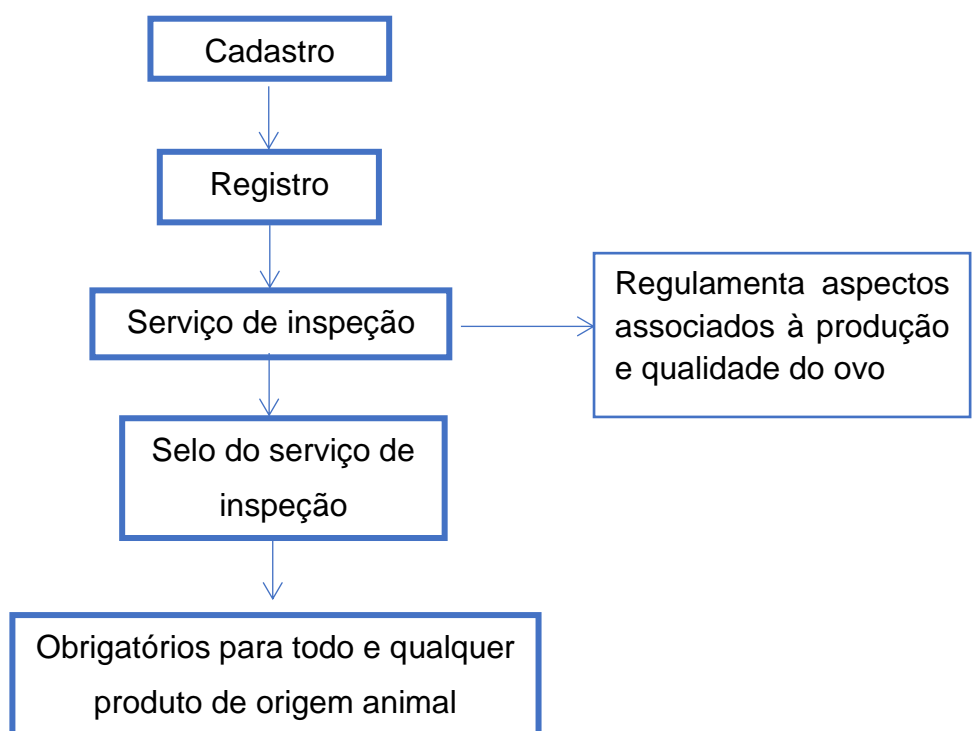 Cadastro
Registro
Serviço de inspeção
Regulamenta aspectos
associados à produção
e qualidade do ovo
Selo do serviço de
inspeção
Obrigatórios para todo e qualquer
produto de origem animal